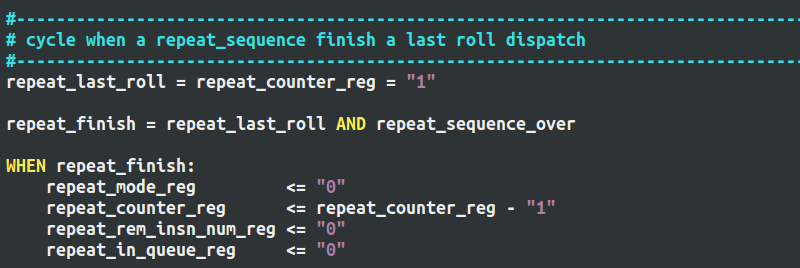 #-------------------------------------------------------------------------------
# cycle when a repeat_sequence finish a last roll dispatch
#-------------------------------------------------------------------------------
repeat_last_roll = repeat_counter_reg = "1"
repeat_finish = repeat_last_roll AND repeat_sequence_over
WHEN repeat_finish:
    repeat_mode_reg         <= "0"
    repeat_counter_reg      <= repeat_counter_reg - "1"
    repeat_rem_insn_num_reg <= "0"
    repeat_in_queue_reg     <= "0"